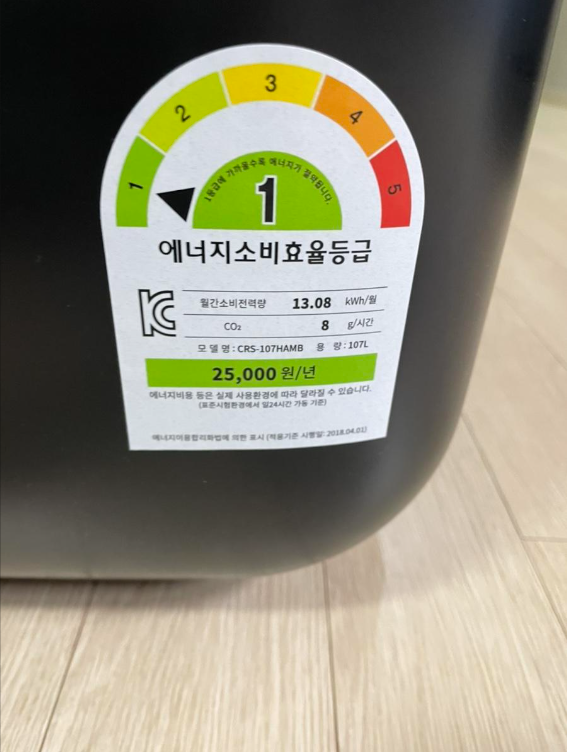 1 2 3 4 5
1등급에 가까울수록 에너지가 절약됩니다.
1
에너지소비효율등급
월간소비전력량 13.08 kWh/월
CO₂ 8 g/시간
모 델 명 : CRS-107HAMB 용 량 : 107L
25,000 원/년
에너지비용 등은 실제 사용환경에 따라 달라질 수 있습니다.
(표준시험환경에서 일24시간 가동 기준)
에너지이용합리화법에 의한 표시 (적용기준 시행일: 2018.04.01)